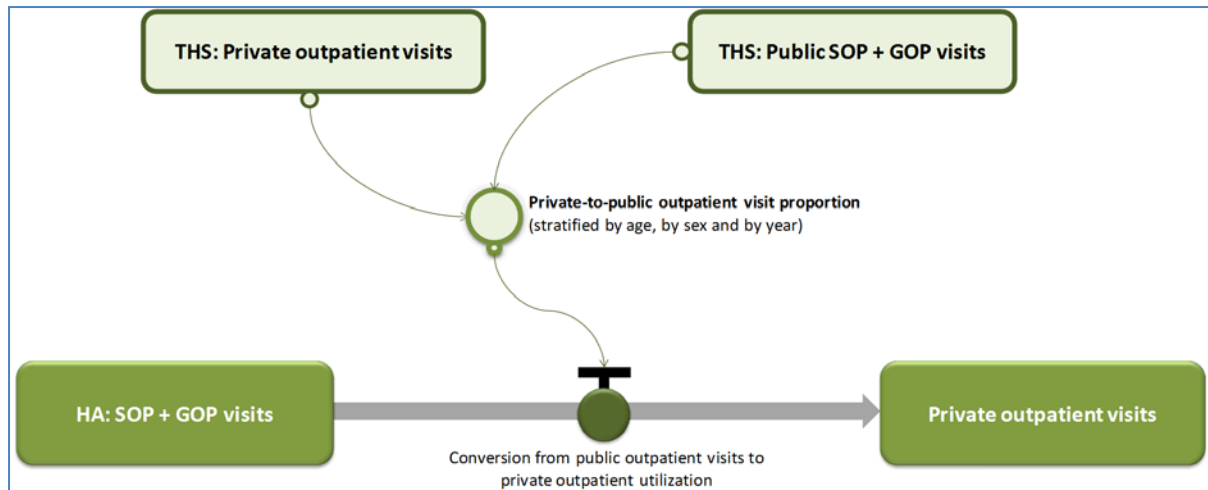 THS: Private outpatient visits
THS: Public SOP + GOP visits
Private-to-public outpatient visit proportion
(stratified by age, by sex and by year)
HA: SOP + GOP visits
Private outpatient visits
Conversion from public outpatient visits to
private outpatient utilization